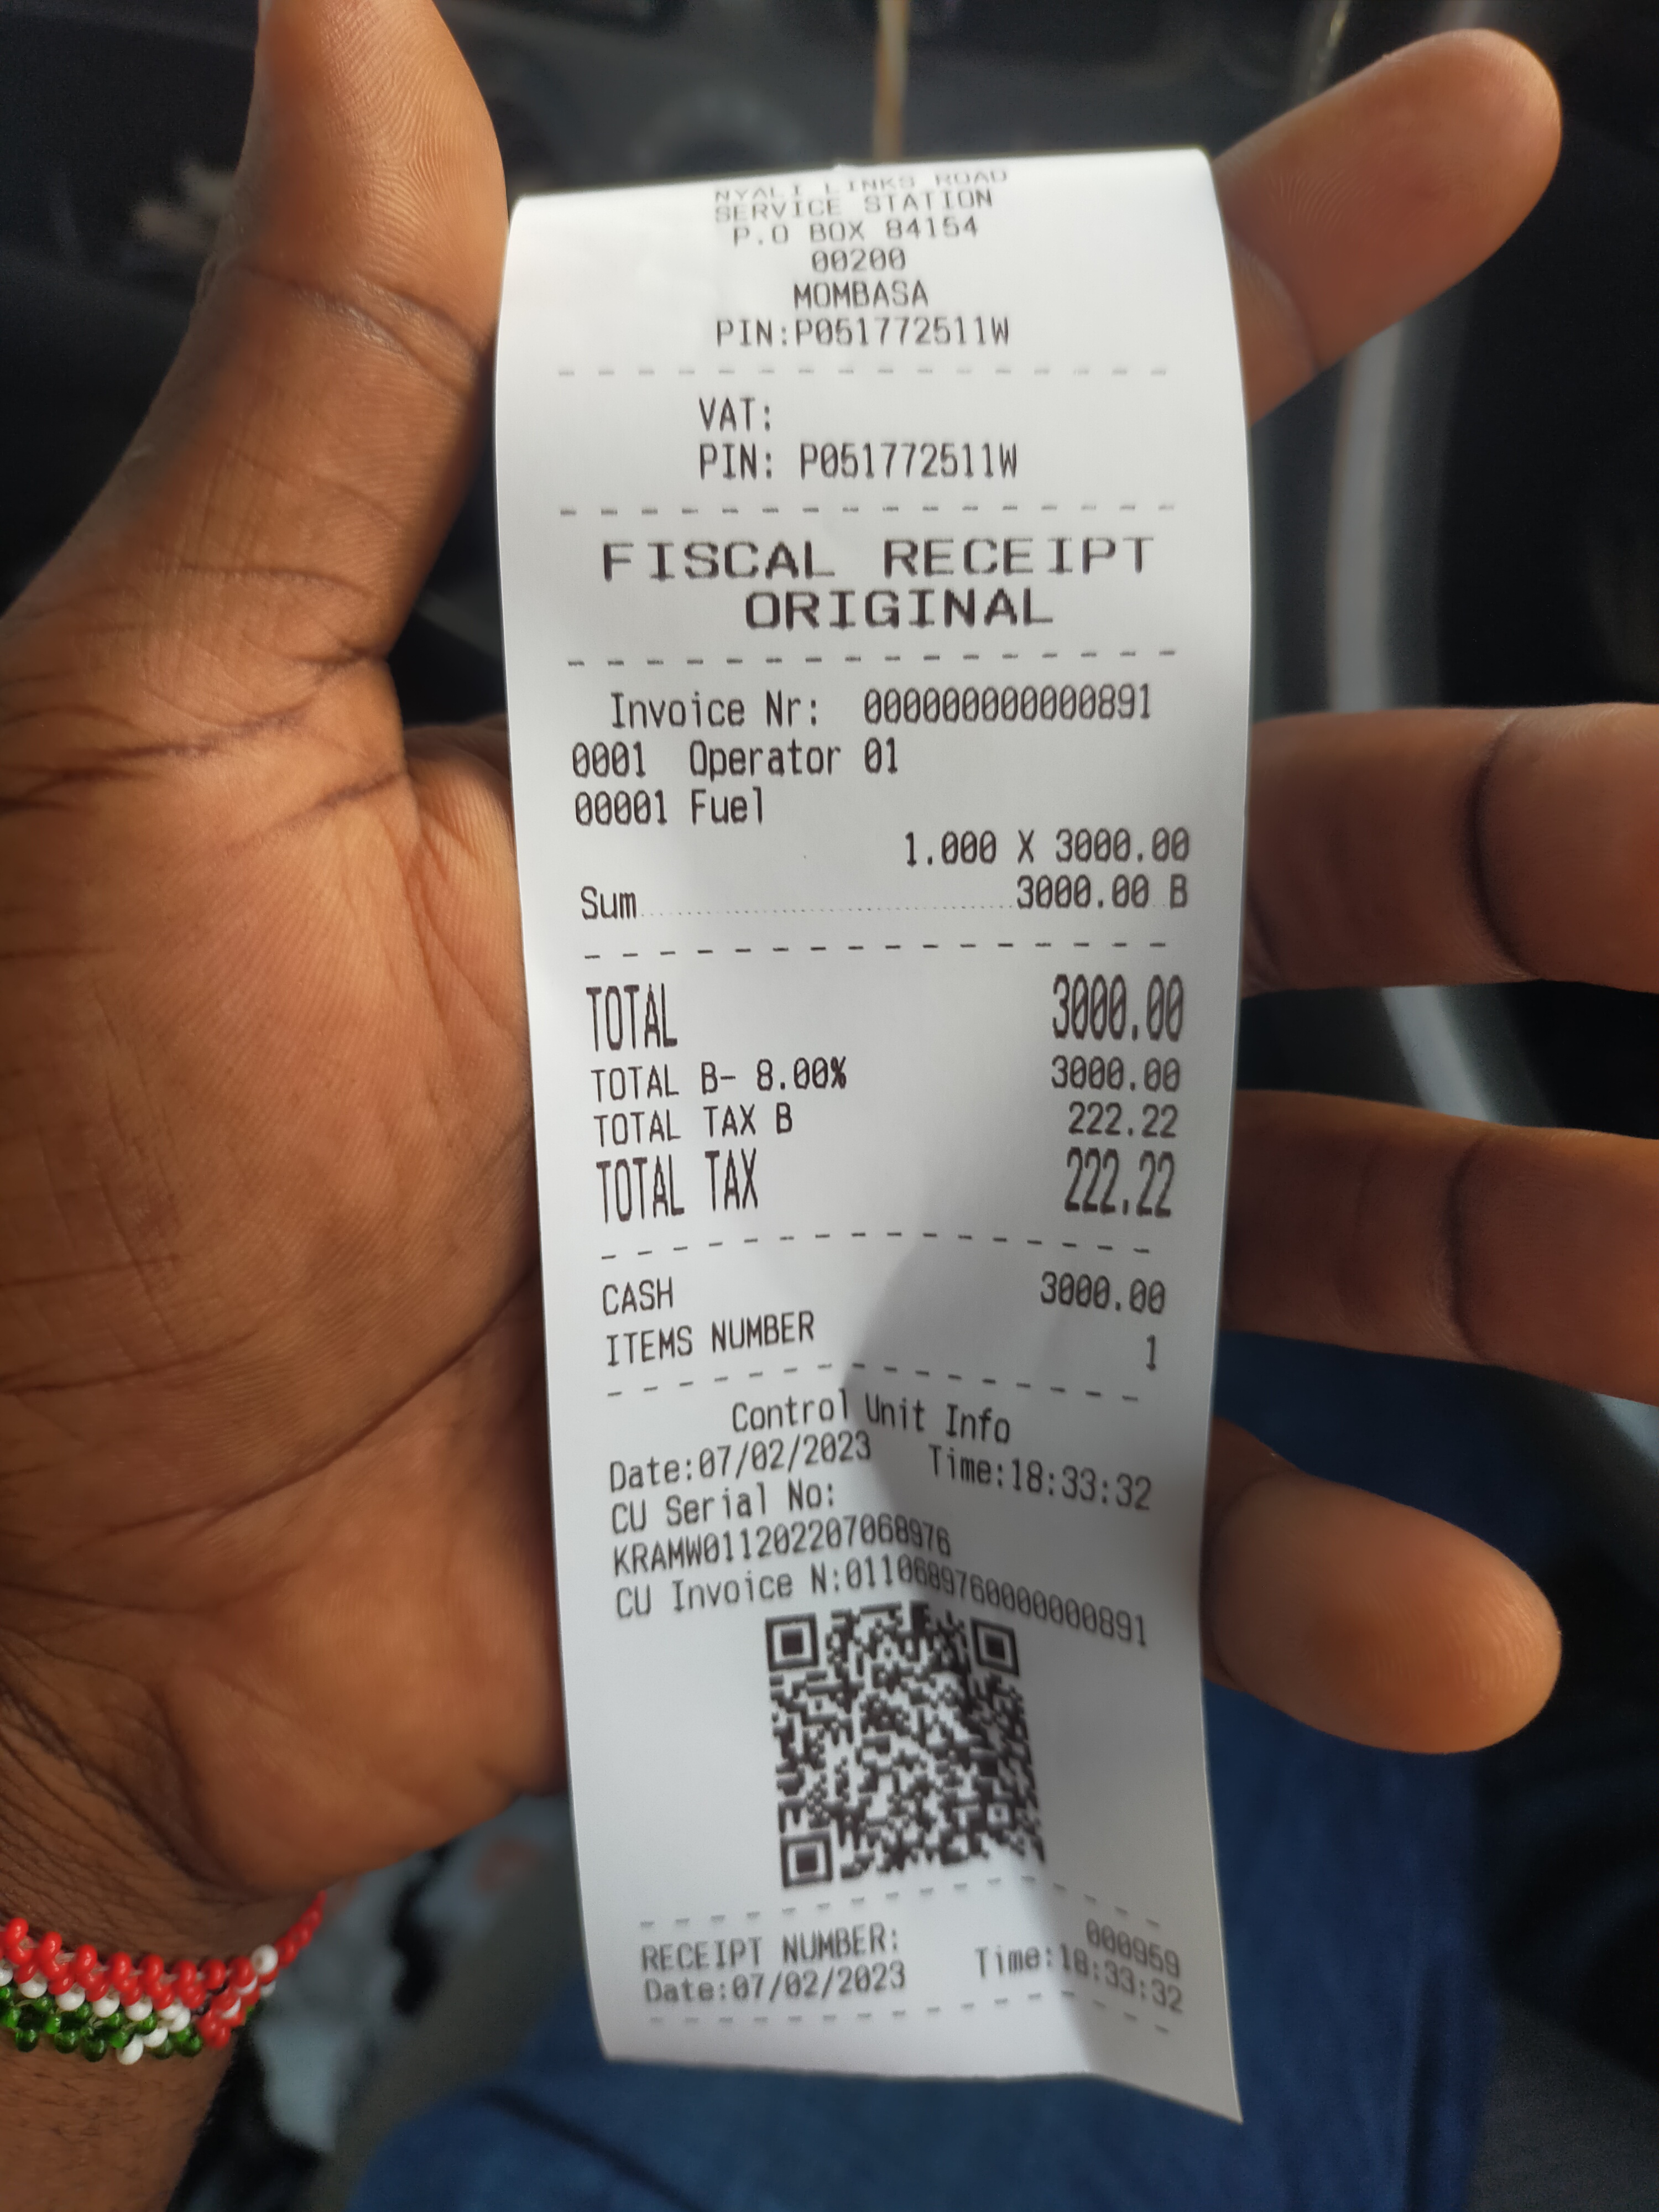 NYALI LINKS ROAD
SERVICE STATION
P.O BOX 84154
00200
MOMBASA
PIN:P051772511W
VAT:
PIN: P051772511W
FISCAL RECEIPT
ORIGINAL
Invoice Nr: 000000000000891
0001 Operator 01
00001 Fuel
1.000 X 3000.00
Sum 3000.00 B
TOTAL 3000.00
TOTAL B- 8.00% 3000.00
TOTAL TAX B 222.22
TOTAL TAX 222.22
CASH 3000.00
ITEMS NUMBER 1
Control Unit Info
Date:07/02/2023 Time:18:33:32
CU Serial No:
KRAMW011202207068976
CU Invoice N:0110689760000000891
RECEIPT NUMBER: 000959
Date:07/02/2023 Time:18:33:32